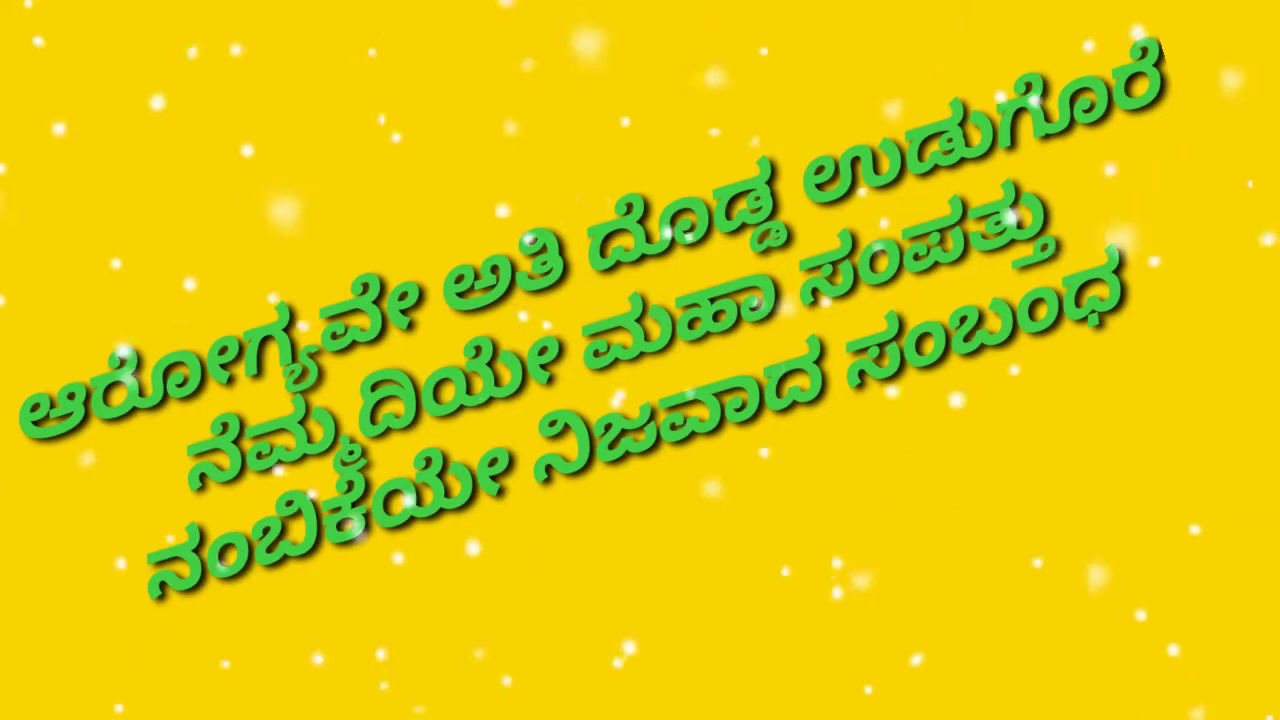 ಆರೋಗ್ಯವೇ ಅತಿ ದೊಡ್ಡ ಉಡುಗೊರೆ
ನೆಮ್ಮದಿಯೇ ಮಹಾ ಸಂಪತ್ತು
ನಂಬಿಕೆಯೇ ನಿಜವಾದ ಸಂಬಂಧ